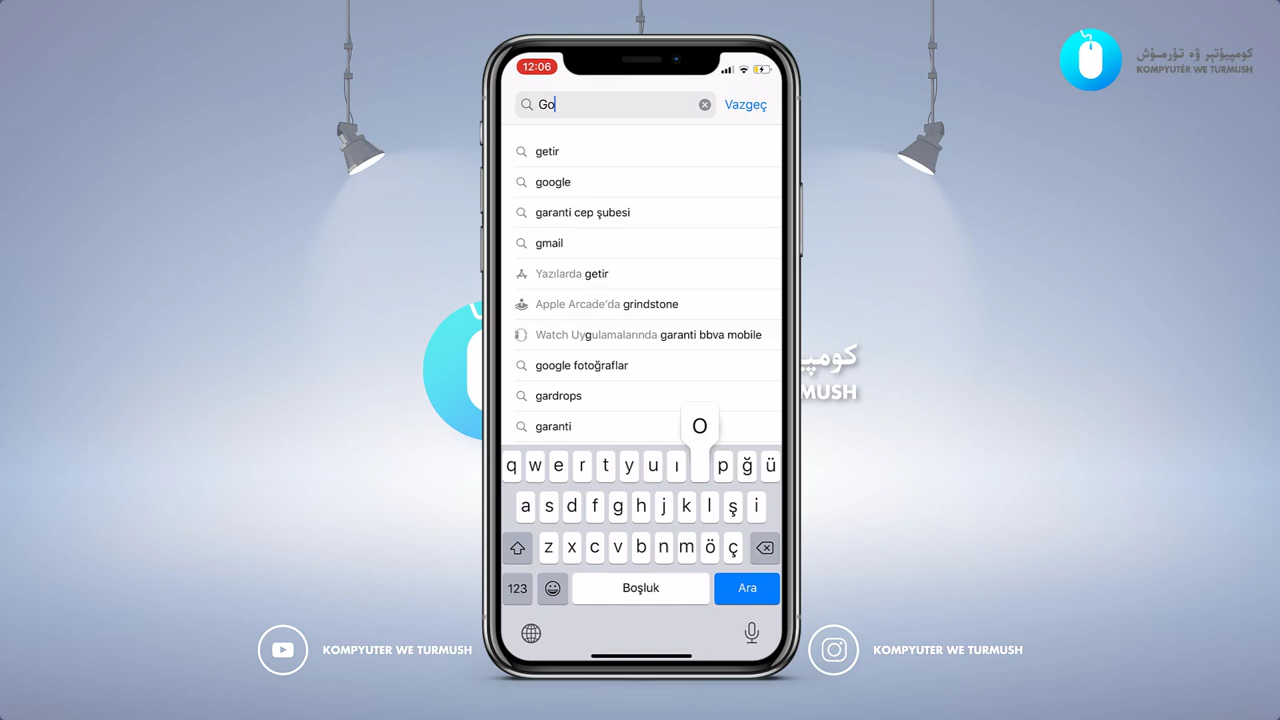 كومپيۇتېر ۋە تۇرمۇش
KOMPYUTÉR WE TURMUSH
12:06
Go
Vazgeç
getir
google
garanti cep şubesi
gmail
Yazılarda getir
Apple Arcade'da grindstone
Watch Uygulamalarında garanti bbva mobile
google fotoğraflar
gardrops
garanti
O
q w e r t y u ı p ğ ü
a s d f g h j k l ş i
z x c v b n m ö ç
123
Boşluk
Ara
MUSH
KOMPYUTER WE TURMUSH
KOMPYUTER WE TURMUSH